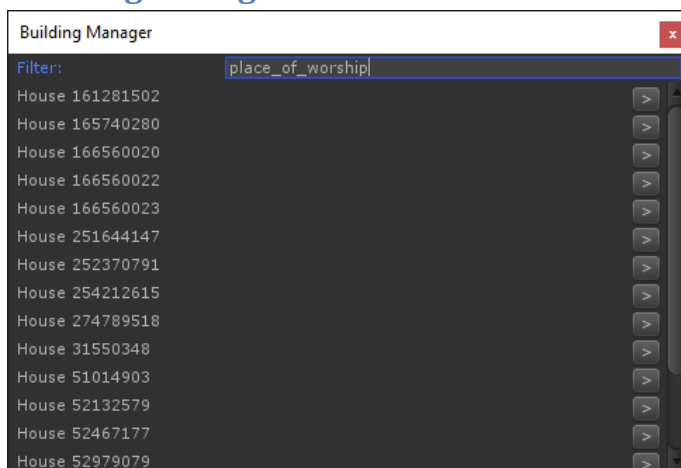 Building Manager
x
Filter: place_of_worship
House 161281502 >
House 165740280 >
House 166560020 >
House 166560022 >
House 166560023 >
House 251644147 >
House 252370791 >
House 254212615 >
House 274789518 >
House 31550348 >
House 51014903 >
House 52132579 >
House 52467177 >
House 52979079 >